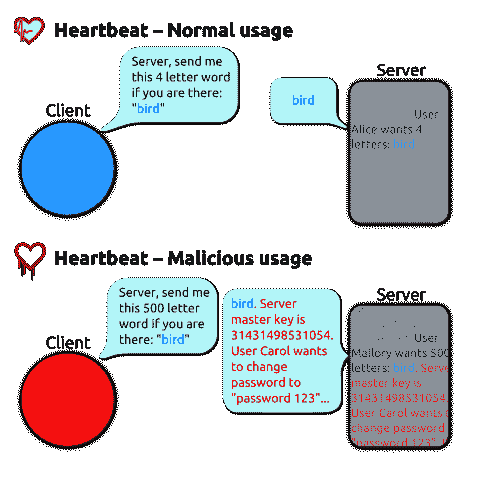 Heartbeat – Normal usage
Server, send me
this 4 letter word
if you are there:
"bird"
Client
bird
Server
User
Alice wants 4
letters: bird
Heartbeat – Malicious usage
Server, send me
this 500 letter
word if you are
there: "bird"
Client
bird. Server
master key is
31431498531054.
User Carol wants
to change
password to
"password 123"...
Server
User
Mallory wants 500
letters: bird. Serve
master key is
31431498531054.
User Carol wants t
change password
"password 123"